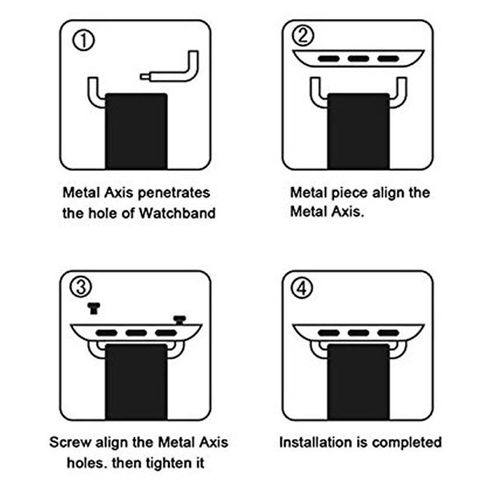 ①
Metal Axis penetrates
the hole of Watchband
②
Metal piece align the
Metal Axis.
③
Screw align the Metal Axis
holes. then tighten it
④
Installation is completed